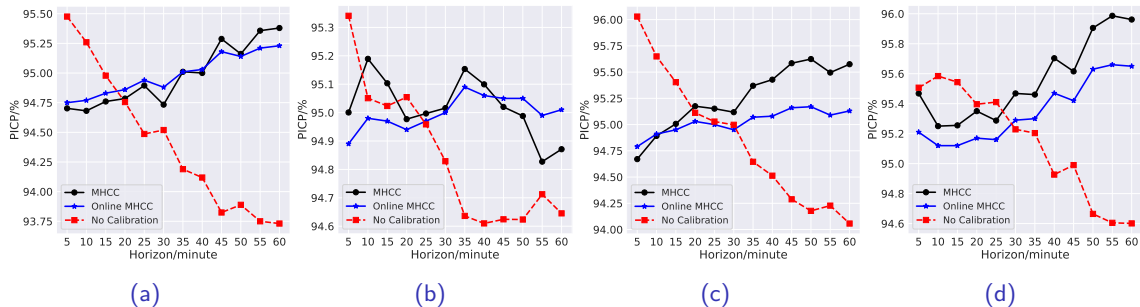 95.50
95.25
95.00
94.75
94.50
94.25
94.00
93.75
PICP/%
MHCC
Online MHCC
No Calibration
5 10 15 20 25 30 35 40 45 50 55 60
Horizon/minute
(a)
95.3
95.2
95.1
95.0
94.9
94.8
94.7
94.6
PICP/%
MHCC
Online MHCC
No Calibration
5 10 15 20 25 30 35 40 45 50 55 60
Horizon/minute
(b)
96.00
95.75
95.50
95.25
95.00
94.75
94.50
94.25
94.00
PICP/%
MHCC
Online MHCC
No Calibration
5 10 15 20 25 30 35 40 45 50 55 60
Horizon/minute
(c)
96.0
95.8
95.6
95.4
95.2
95.0
94.8
94.6
PICP/%
MHCC
Online MHCC
No Calibration
5 10 15 20 25 30 35 40 45 50 55 60
Horizon/minute
(d)